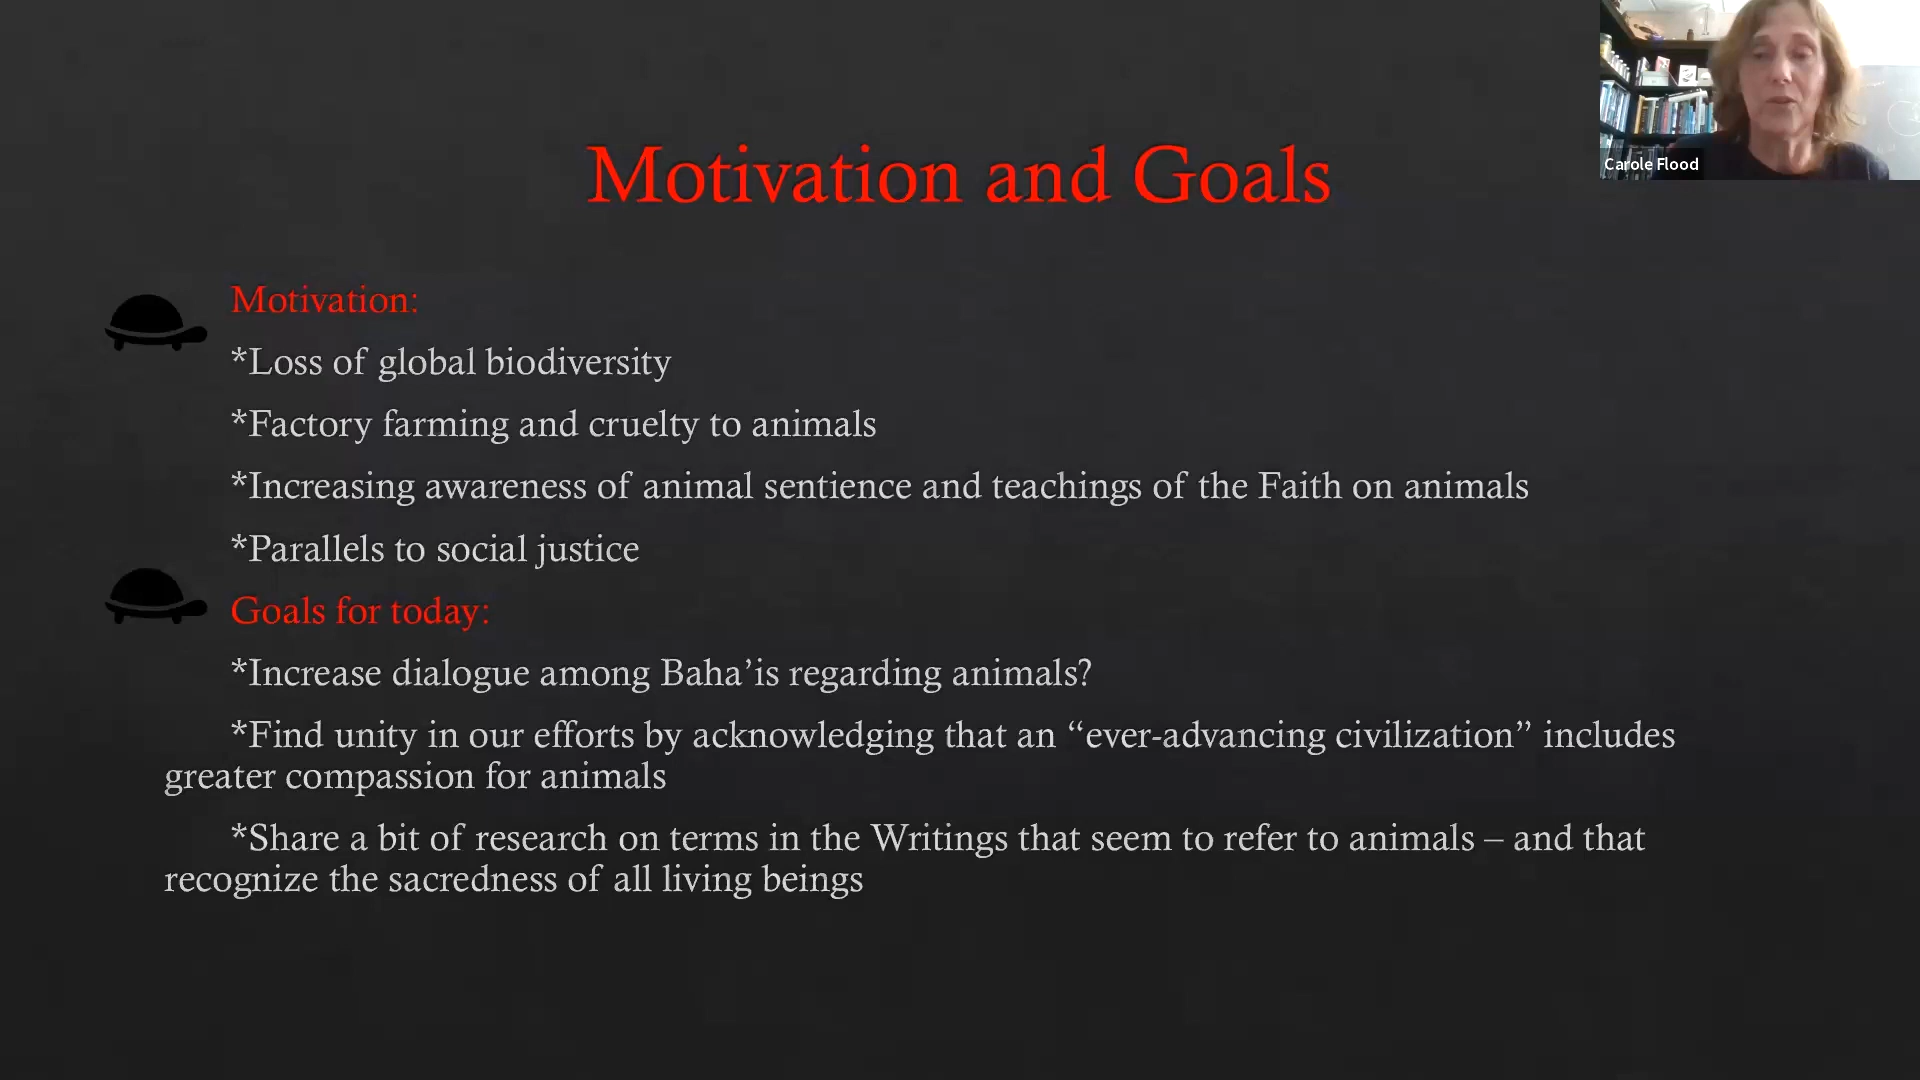 Carole Flood
Motivation and Goals
Motivation:
*Loss of global biodiversity
*Factory farming and cruelty to animals
*Increasing awareness of animal sentience and teachings of the Faith on animals
*Parallels to social justice
Goals for today:
*Increase dialogue among Baha’is regarding animals?
*Find unity in our efforts by acknowledging that an “ever-advancing civilization” includes
greater compassion for animals
*Share a bit of research on terms in the Writings that seem to refer to animals – and that
recognize the sacredness of all living beings